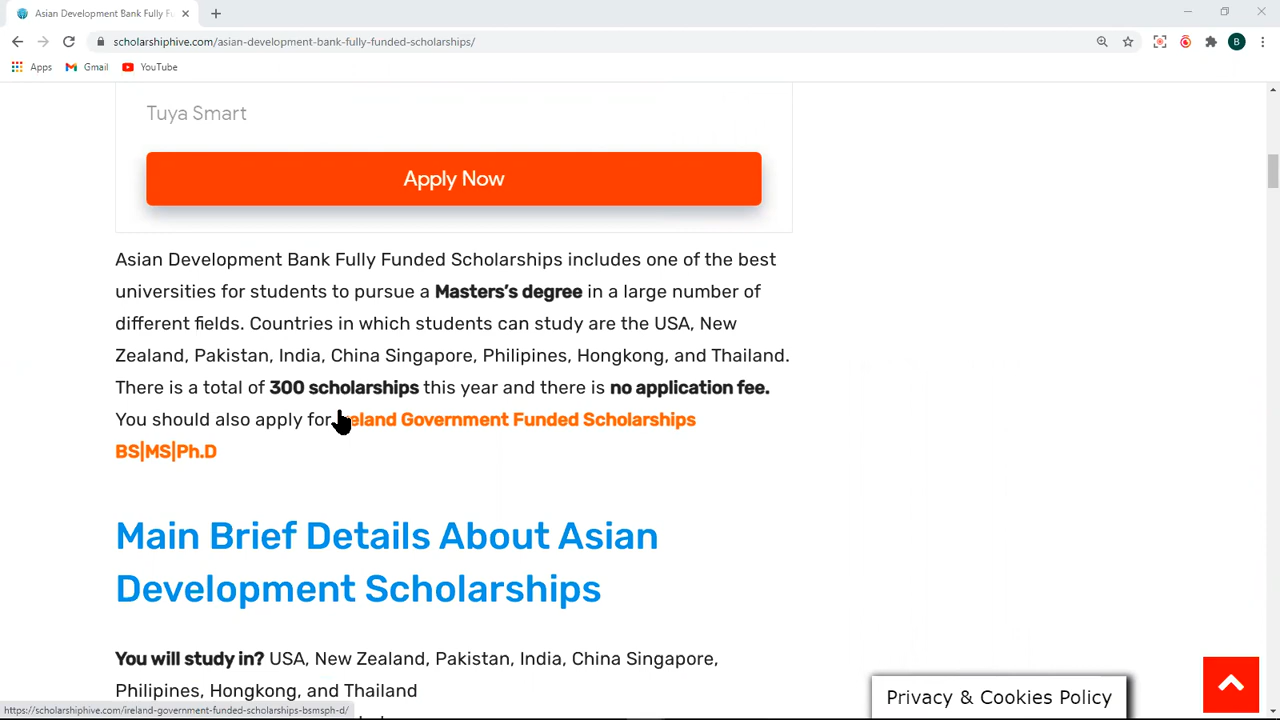 Asian Development Bank Fully Fu
scholarshiphive.com/asian-development-bank-fully-funded-scholarships/
B
Apps Gmail YouTube
Tuya Smart
Apply Now
Asian Development Bank Fully Funded Scholarships includes one of the best
universities for students to pursue a Masters's degree in a large number of
different fields. Countries in which students can study are the USA, New
Zealand, Pakistan, India, China Singapore, Philipines, Hongkong, and Thailand.
There is a total of 300 scholarships this year and there is no application fee.
You should also apply for Ireland Government Funded Scholarships
BS|MS|Ph.D
Main Brief Details About Asian
Development Scholarships
You will study in? USA, New Zealand, Pakistan, India, China Singapore,
Philipines, Hongkong, and Thailand
Privacy & Cookies Policy
https://scholarshiphive.com/ireland-government-funded-scholarships-bsmsph-d/